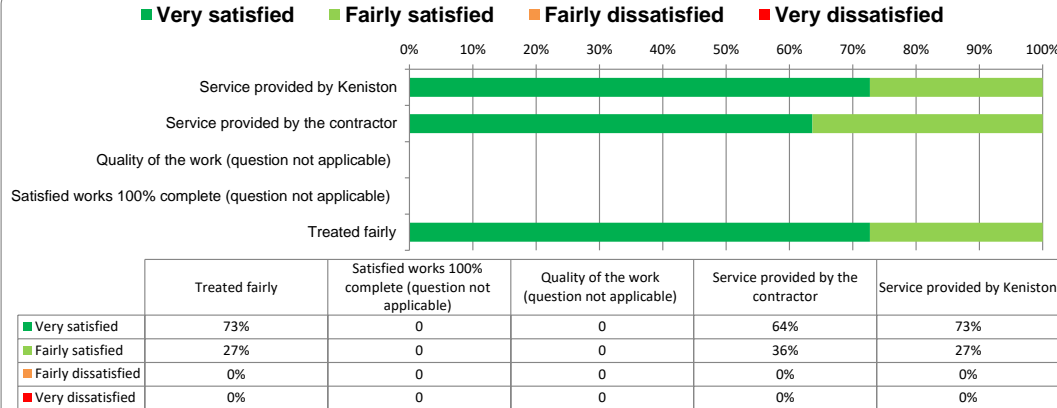 Very satisfied Fairly satisfied Fairly dissatisfied Very dissatisfied
0% 10% 20% 30% 40% 50% 60% 70% 80% 90% 100%
Service provided by Keniston
Service provided by the contractor
Quality of the work (question not applicable)
Satisfied works 100% complete (question not applicable)
Treated fairly
Treated fairly
Satisfied works 100%
complete (question not
applicable)
Quality of the work
(question not applicable)
Service provided by the
contractor
Service provided by Keniston
Very satisfied 73% 0 0 64% 73%
Fairly satisfied 27% 0 0 36% 27%
Fairly dissatisfied 0% 0 0 0% 0%
Very dissatisfied 0% 0 0 0% 0%